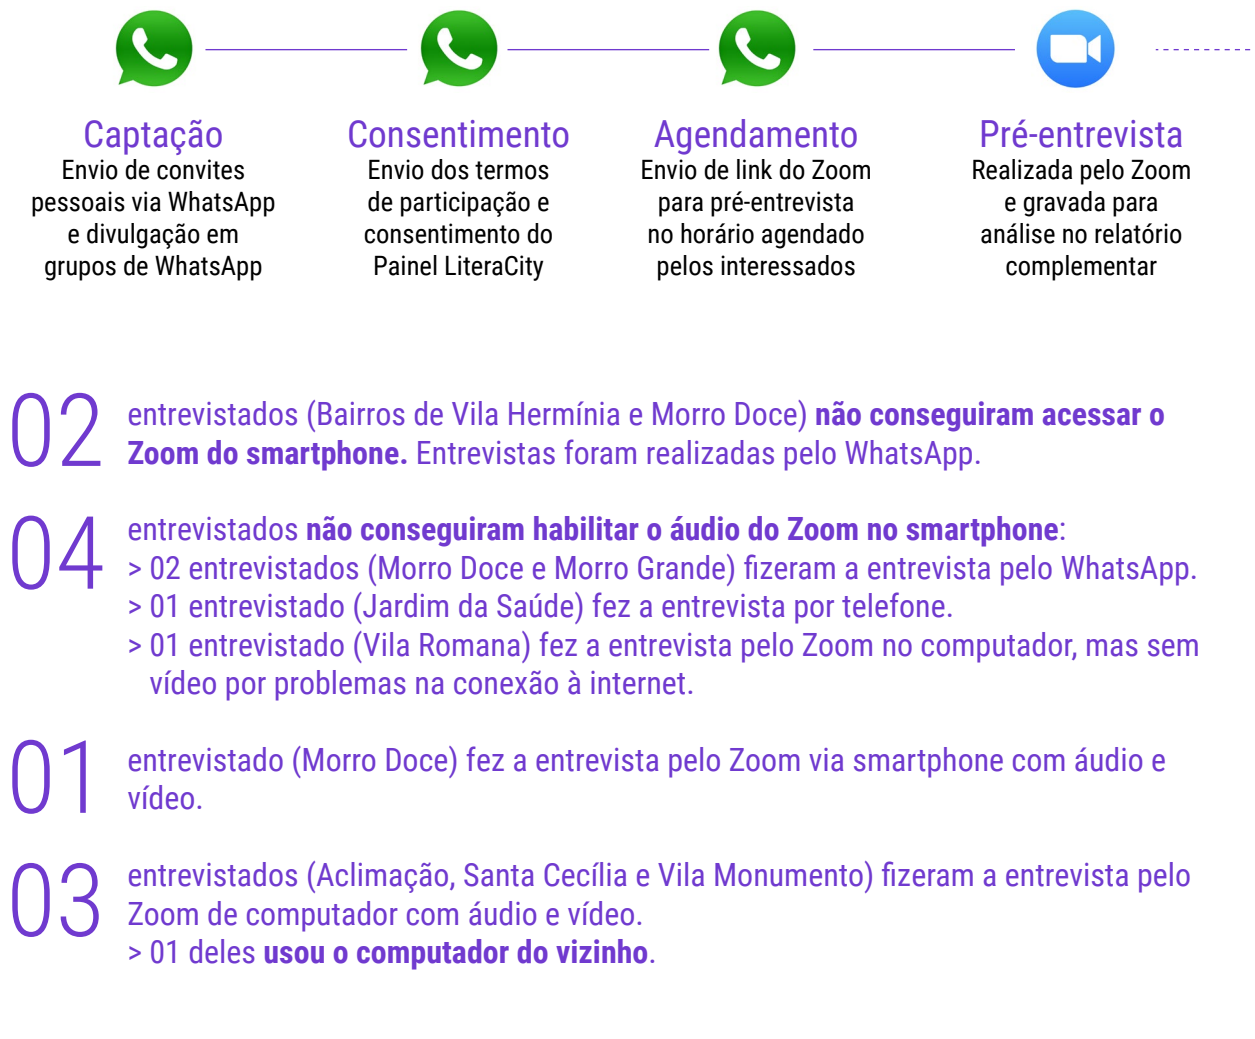 Captação
Envio de convites
pessoais via WhatsApp
e divulgação em
grupos de WhatsApp
Consentimento
Envio dos termos
de participação e
consentimento do
Painel LiteraCity
Agendamento
Envio de link do Zoom
para pré-entrevista
no horário agendado
pelos interessados
Pré-entrevista
Realizada pelo Zoom
e gravada para
análise no relatório
complementar
02
entrevistados (Bairros de Vila Hermínia e Morro Doce) não conseguiram acessar o
Zoom do smartphone. Entrevistas foram realizadas pelo WhatsApp.
04
entrevistados não conseguiram habilitar o áudio do Zoom no smartphone:
> 02 entrevistados (Morro Doce e Morro Grande) fizeram a entrevista pelo WhatsApp.
> 01 entrevistado (Jardim da Saúde) fez a entrevista por telefone.
> 01 entrevistado (Vila Romana) fez a entrevista pelo Zoom no computador, mas sem
vídeo por problemas na conexão à internet.
01
entrevistado (Morro Doce) fez a entrevista pelo Zoom via smartphone com áudio e
vídeo.
03
entrevistados (Aclimação, Santa Cecília e Vila Monumento) fizeram a entrevista pelo
Zoom de computador com áudio e vídeo.
> 01 deles usou o computador do vizinho.